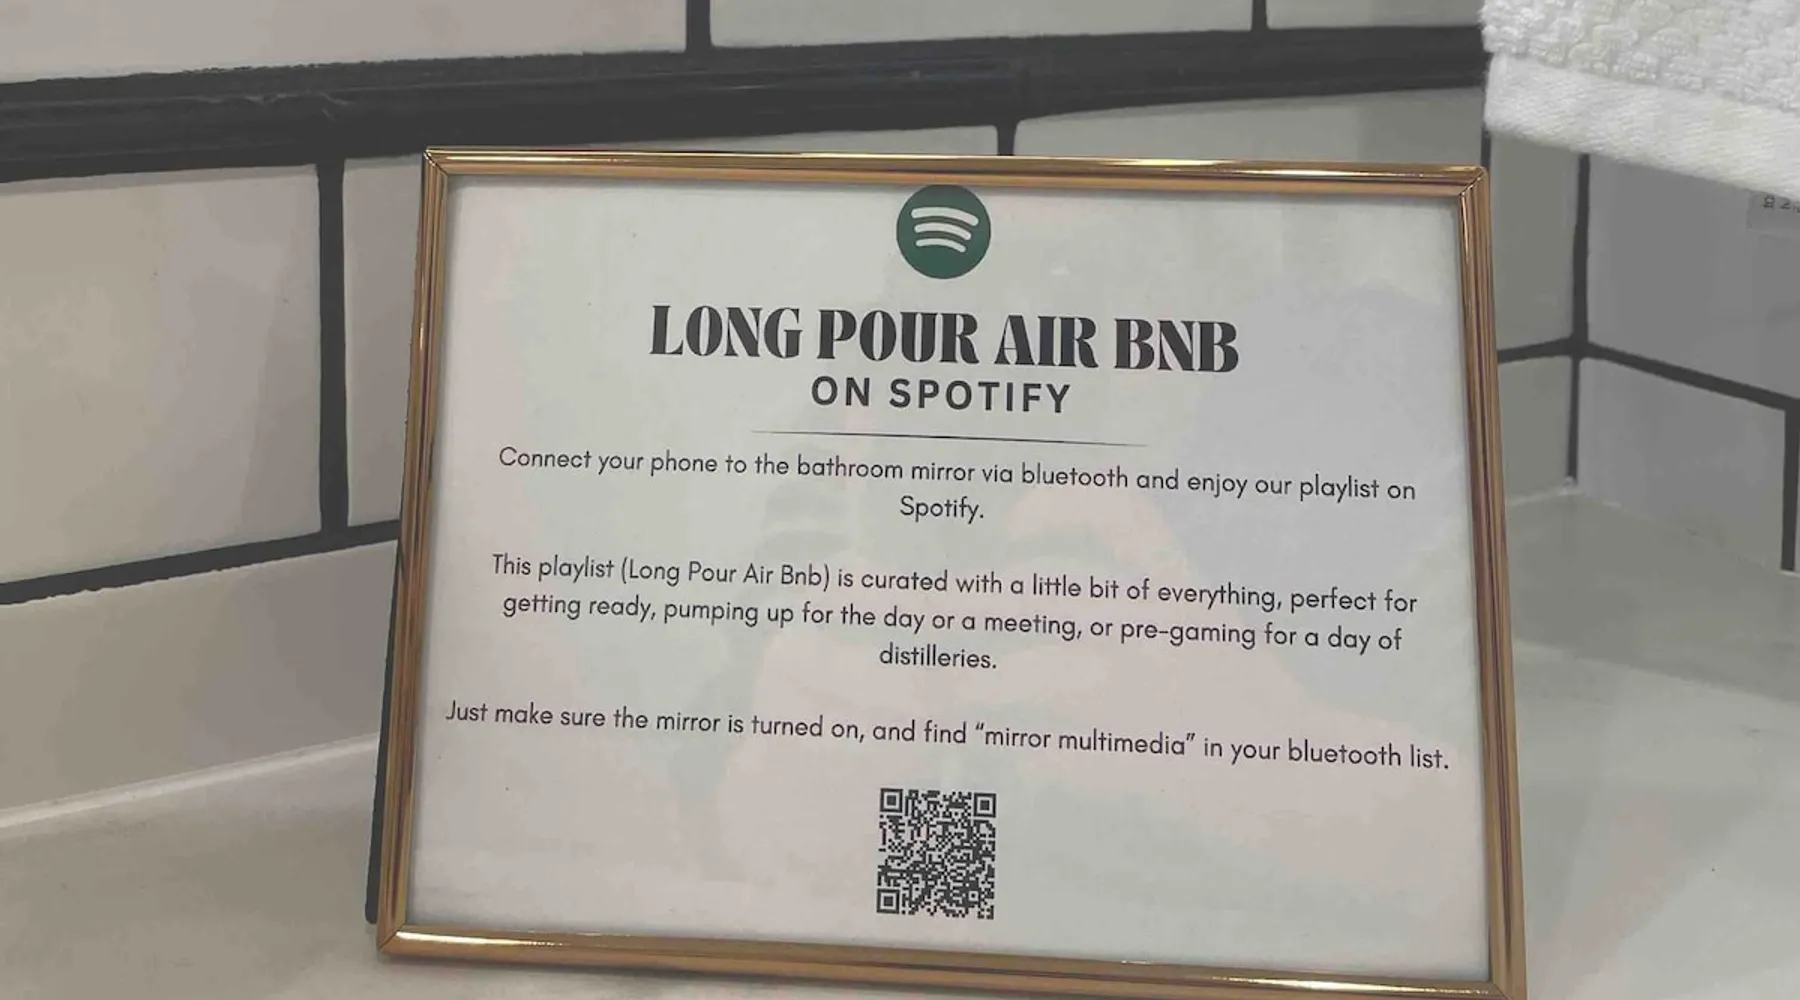 LONG POUR AIR BNB
ON SPOTIFY
Connect your phone to the bathroom mirror via bluetooth and enjoy our playlist on
Spotify.
This playlist (Long Pour Air Bnb) is curated with a little bit of everything, perfect for
getting ready, pumping up for the day or a meeting, or pre-gaming for a day of
distilleries.
Just make sure the mirror is turned on, and find “mirror multimedia” in your bluetooth list.